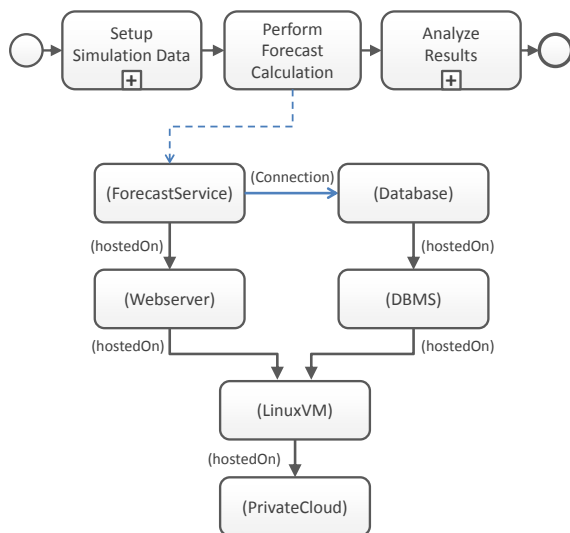 Setup
Simulation Data
Perform
Forecast
Calculation
Analyze
Results
(ForecastService)
(Connection)
(Database)
(hostedOn)
(hostedOn)
(Webserver)
(DBMS)
(hostedOn)
(hostedOn)
(LinuxVM)
(hostedOn)
(PrivateCloud)